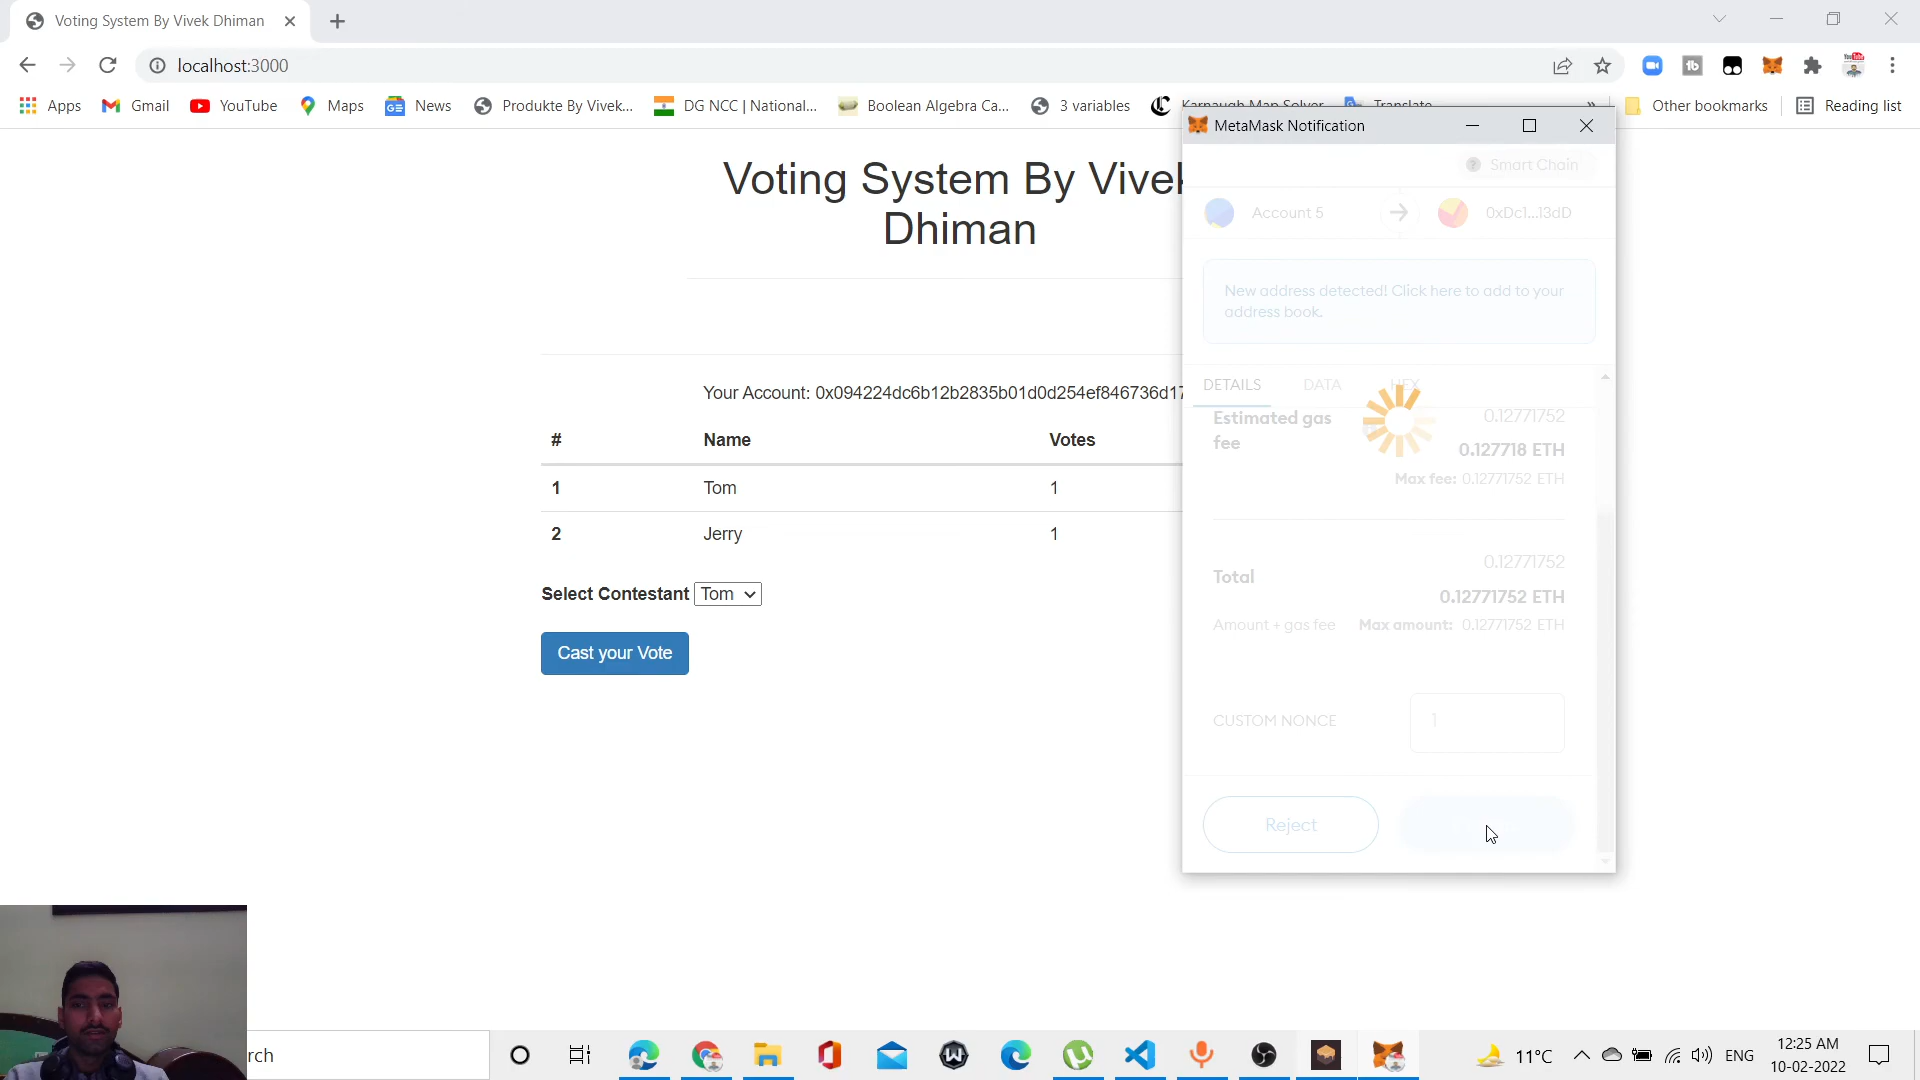 Voting System By Vivek Dhiman
localhost:3000
Apps
Gmail
YouTube
Maps
News
Produkte By Vivek...
DG NCC | National...
Boolean Algebra Ca...
3 variables
Karnaugh Map Solver
Translate
»
Other bookmarks
Reading list
Voting System By Vivek
Dhiman
Your Account: 0x094224dc6b12b2835b01d0d254ef846736d17
# Name Votes
1 Tom 1
2 Jerry 1
Select Contestant Tom
Cast your Vote
MetaMask Notification
Smart Chain
Account 5
0xDc1...13dD
New address detected! Click here to add to your
address book.
DETAILS DATA HEX
Estimated gas
fee
0.12771752
0.127718 ETH
Max fee: 0.12771752 ETH
Total
0.12771752
0.12771752 ETH
Amount + gas fee Max amount: 0.12771752 ETH
CUSTOM NONCE 1
Reject
rch
11°C
ENG
12:25 AM
10-02-2022